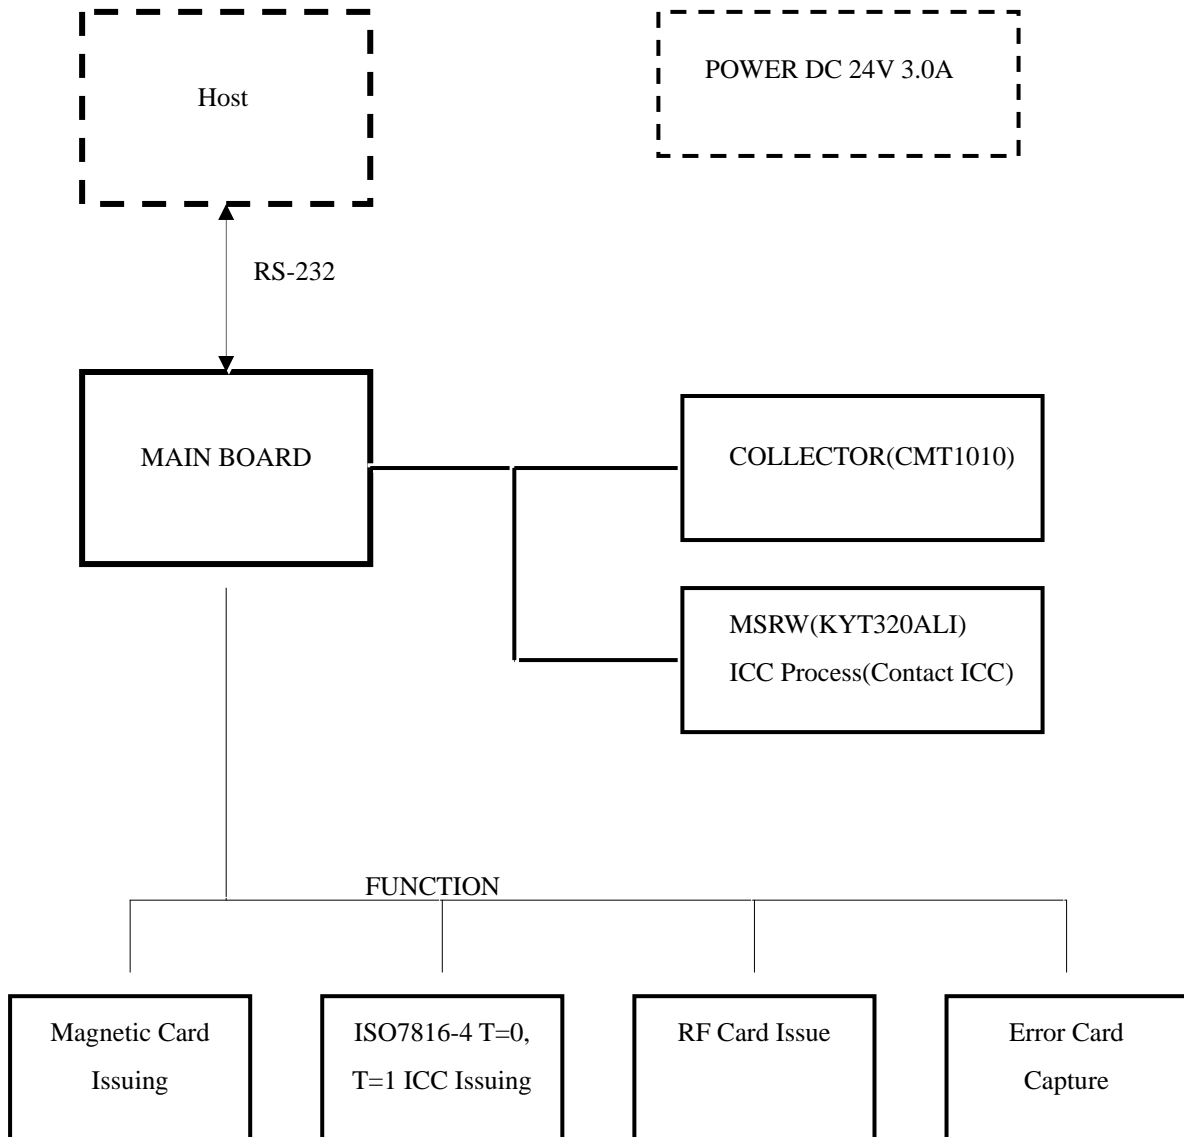 Host
POWER DC 24V 3.0A
RS-232
MAIN BOARD
COLLECTOR(CMT1010)
MSRW(KYT320ALI)
ICC Process(Contact ICC)
FUNCTION
Magnetic Card
Issuing
ISO7816-4 T=0,
T=1 ICC Issuing
RF Card Issue
Error Card
Capture